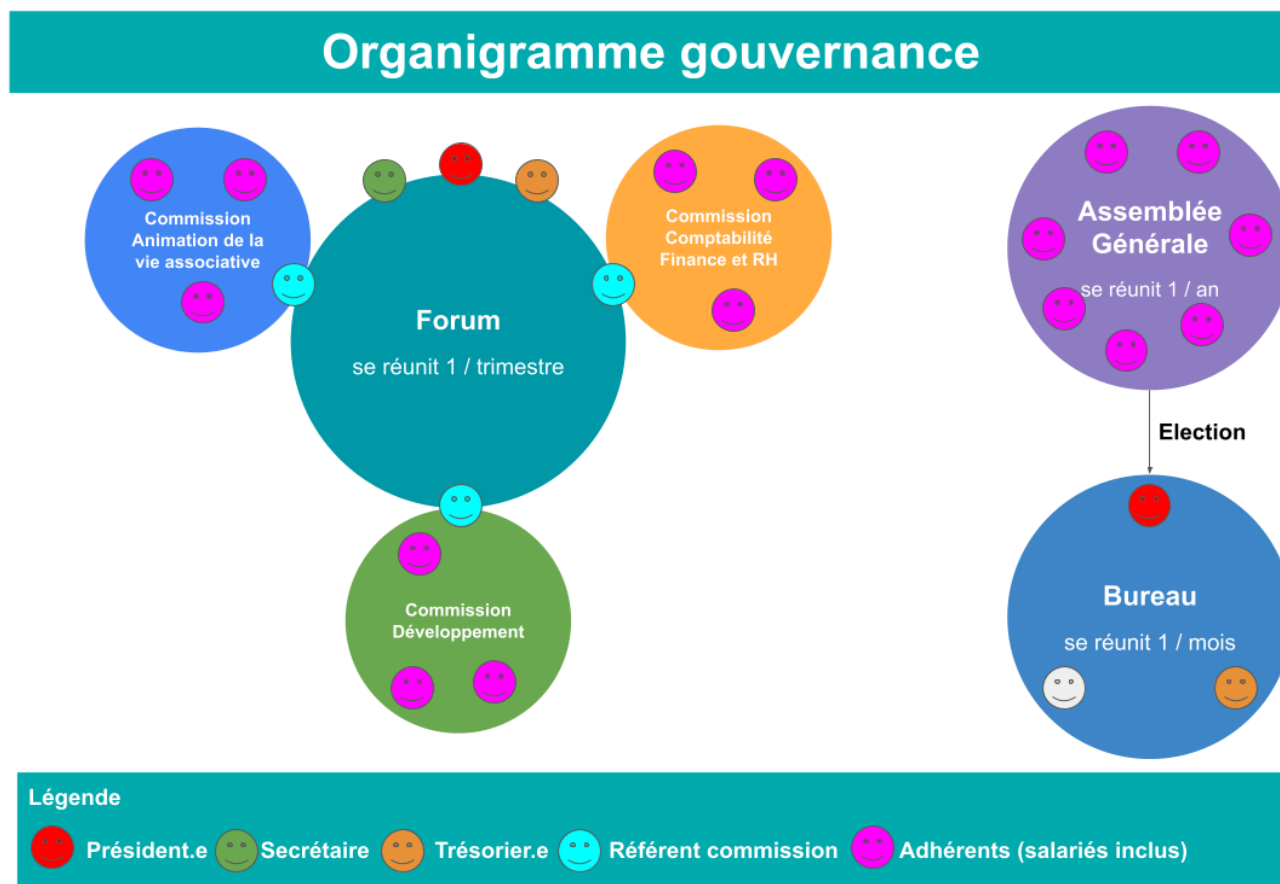 Organigramme gouvernance
Commission
Animation de la
vie associative
Forum
se réunit 1 / trimestre
Commission
Comptabilité
Finance et RH
Commission
Développement
Assemblée
Générale
se réunit 1 / an
Election
Bureau
se réunit 1 / mois
Légende
Président.e
Secrétaire
Trésorier.e
Référent commission
Adhérents (salariés inclus)